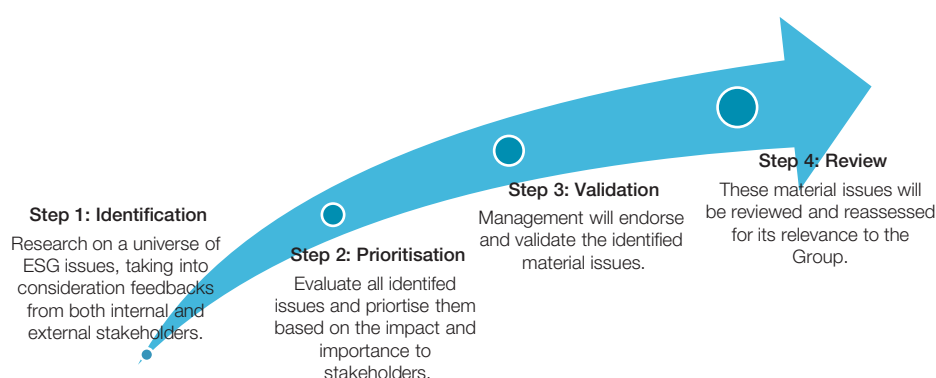 Step 1: Identification
Research on a universe of
ESG issues, taking into
consideration feedbacks
from both internal and
external stakeholders.
Step 2: Prioritisation
Evaluate all identifed
issues and priortise them
based on the impact and
importance to
stakeholders.
Step 3: Validation
Management will endorse
and validate the identified
material issues.
Step 4: Review
These material issues will
be reviewed and reassessed
for its relevance to the
Group.